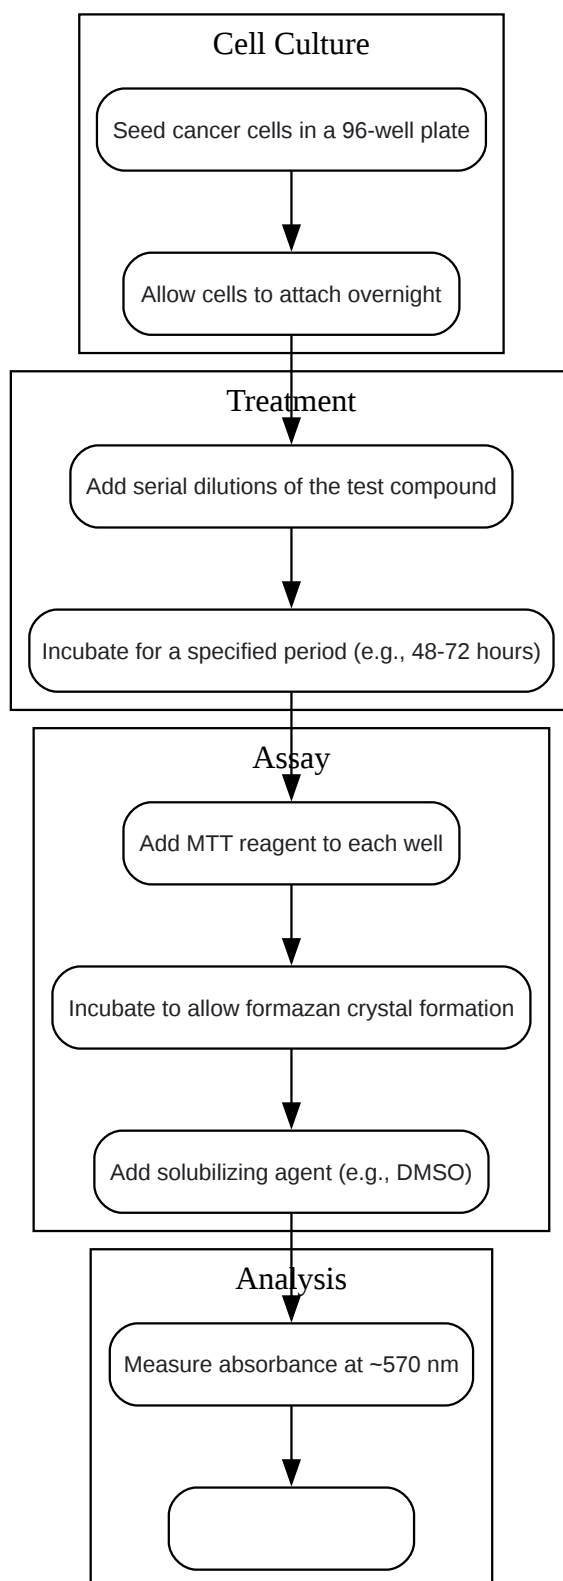 Cell Culture
Seed cancer cells in a 96-well plate
Allow cells to attach overnight
Treatment
Add serial dilutions of the test compound
Incubate for a specified period (e.g., 48-72 hours)
Assay
Add MTT reagent to each well
Incubate to allow formazan crystal formation
Add solubilizing agent (e.g., DMSO)
Analysis
Measure absorbance at ~570 nm